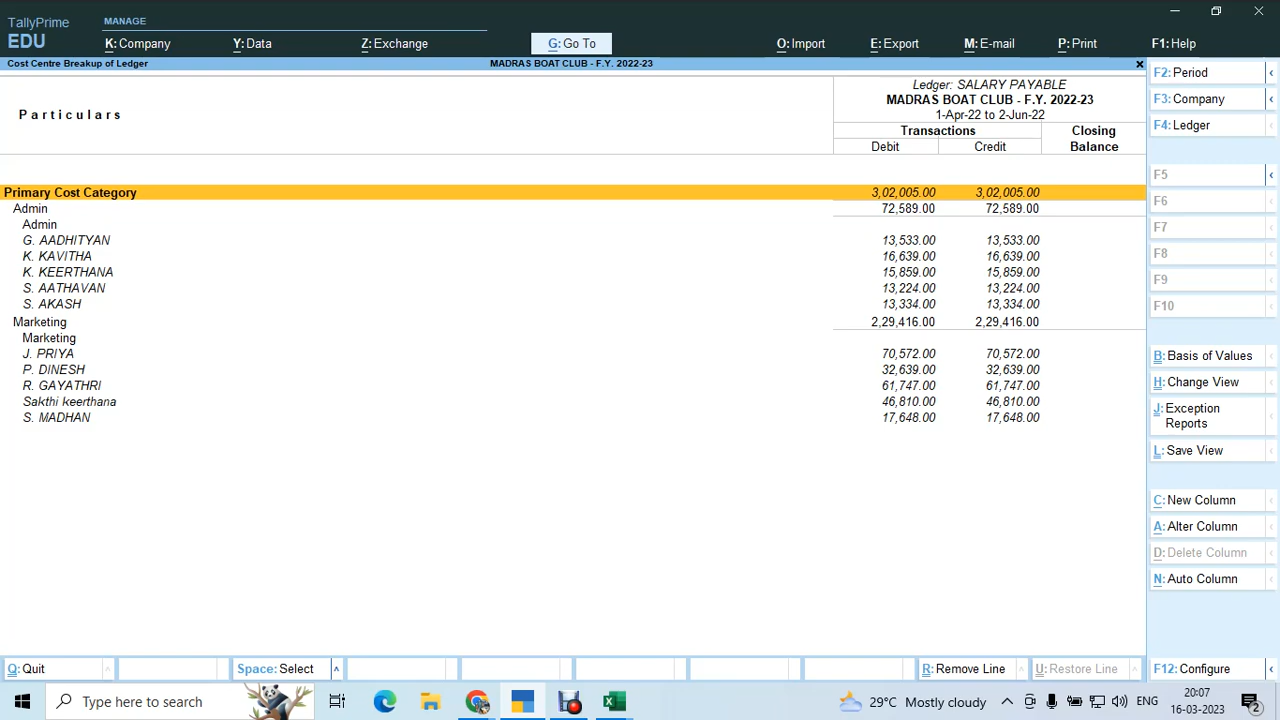 TallyPrime
EDU
MANAGE
K: Company Y: Data Z: Exchange G: Go To O: Import E: Export M: E-mail P: Print F1: Help
Cost Centre Breakup of Ledger MADRAS BOAT CLUB - F.Y. 2022-23
Particulars
Ledger: SALARY PAYABLE
MADRAS BOAT CLUB - F.Y. 2022-23
1-Apr-22 to 2-Jun-22
Transactions Closing
Debit Credit Balance
Primary Cost Category 3,02,005.00 3,02,005.00
Admin 72,589.00 72,589.00
Admin
G. AADHITYAN 13,533.00 13,533.00
K. KAVITHA 16,639.00 16,639.00
K. KEERTHANA 15,859.00 15,859.00
S. AATHAVAN 13,224.00 13,224.00
S. AKASH 13,334.00 13,334.00
Marketing 2,29,416.00 2,29,416.00
Marketing
J. PRIYA 70,572.00 70,572.00
P. DINESH 32,639.00 32,639.00
R. GAYATHRI 61,747.00 61,747.00
Sakthi keerthana 46,810.00 46,810.00
S. MADHAN 17,648.00 17,648.00
F2: Period
F3: Company
F4: Ledger
F5
F6
F7
F8
F9
F10
B: Basis of Values
H: Change View
J: Exception
Reports
L: Save View
C: New Column
A: Alter Column
D: Delete Column
N: Auto Column
Q: Quit Space: Select R: Remove Line U: Restore Line F12: Configure
Type here to search 29°C Mostly cloudy ENG 20:07
16-03-2023 2